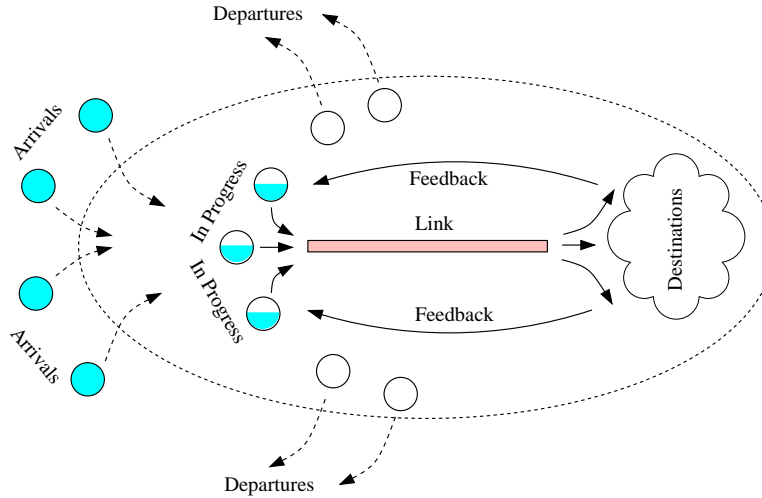 Departures
Arrivals
In Progress
Feedback
Link
Destinations
In Progress
Feedback
Arrivals
Departures